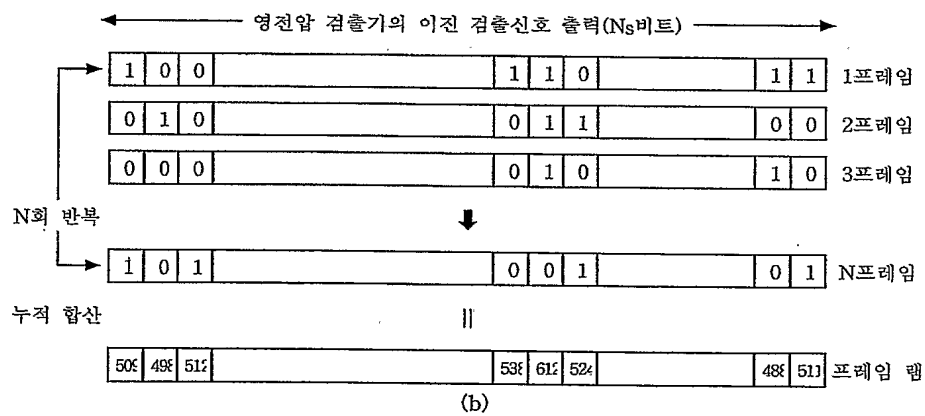 영전압 검출기의 이진 검출신호 출력(Ns비트)
1 0 0 1 1 0 1 1 1프레임
0 1 0 0 1 1 0 0 2프레임
0 0 0 0 1 0 1 0 3프레임
N회 반복
1 0 1 0 0 1 0 1 N프레임
누적 합산
512 524 511 프레임 램
(b)